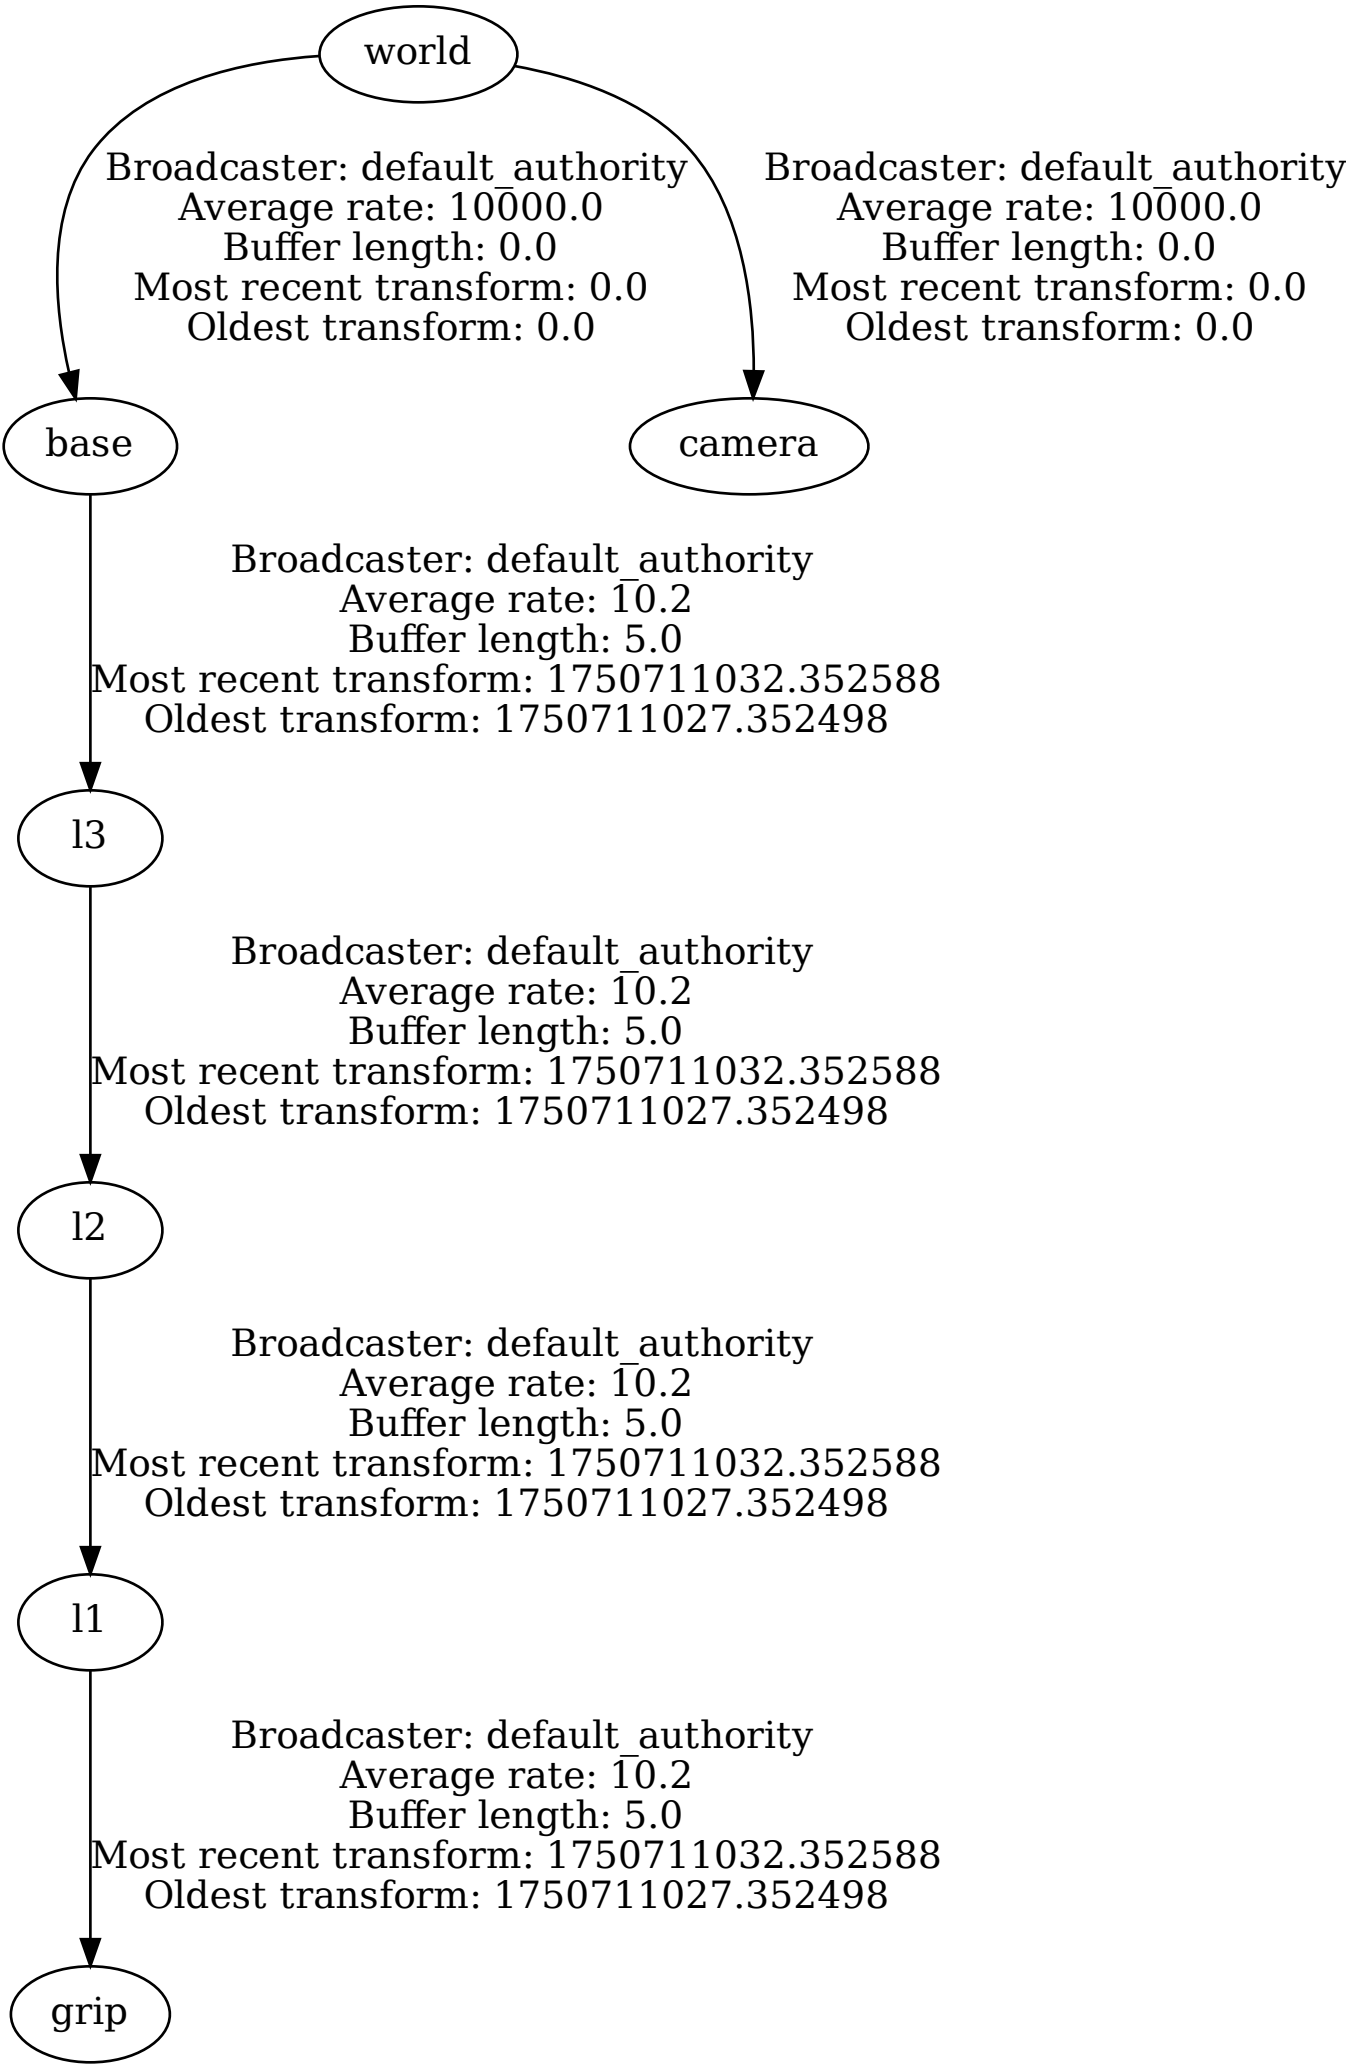 world
Broadcaster: default_authority
Average rate: 10000.0
Buffer length: 0.0
Most recent transform: 0.0
Oldest transform: 0.0
Broadcaster: default_authority
Average rate: 10000.0
Buffer length: 0.0
Most recent transform: 0.0
Oldest transform: 0.0
base
camera
Broadcaster: default_authority
Average rate: 10.2
Buffer length: 5.0
Most recent transform: 1750711032.352588
Oldest transform: 1750711027.352498
l3
Broadcaster: default_authority
Average rate: 10.2
Buffer length: 5.0
Most recent transform: 1750711032.352588
Oldest transform: 1750711027.352498
l2
Broadcaster: default_authority
Average rate: 10.2
Buffer length: 5.0
Most recent transform: 1750711032.352588
Oldest transform: 1750711027.352498
l1
Broadcaster: default_authority
Average rate: 10.2
Buffer length: 5.0
Most recent transform: 1750711032.352588
Oldest transform: 1750711027.352498
grip